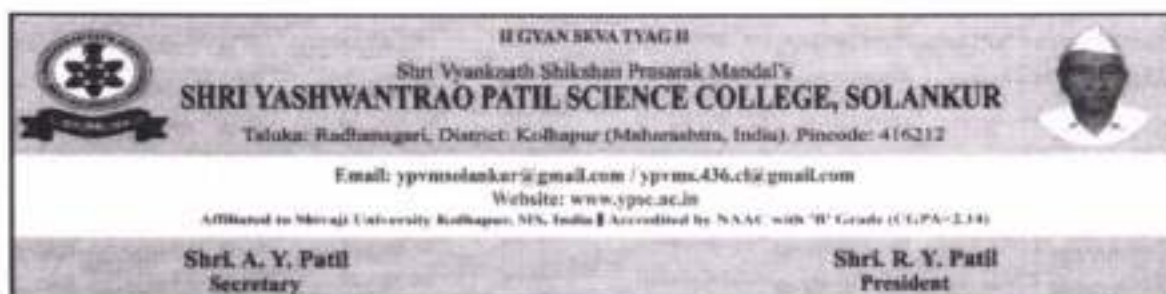 II GYAN SEVA TYAG II
Shri Vyanknath Shikshan Prasarak Mandal's
SHRI YASHWANTRAO PATIL SCIENCE COLLEGE, SOLANKUR
Taluka: Radhanagari, District: Kolhapur (Maharashtra, India). Pincode: 416212
Email: ypvmsolankur@gmail.com / ypvms.436.cl@gmail.com
Website: www.ypsc.ac.in
Affiliated to Shivaji University Kolhapur, MS, India || Accredited by NAAC with 'B' Grade (CGPA=2.14)
Shri. A. Y. Patil
Secretary
Shri. R. Y. Patil
President